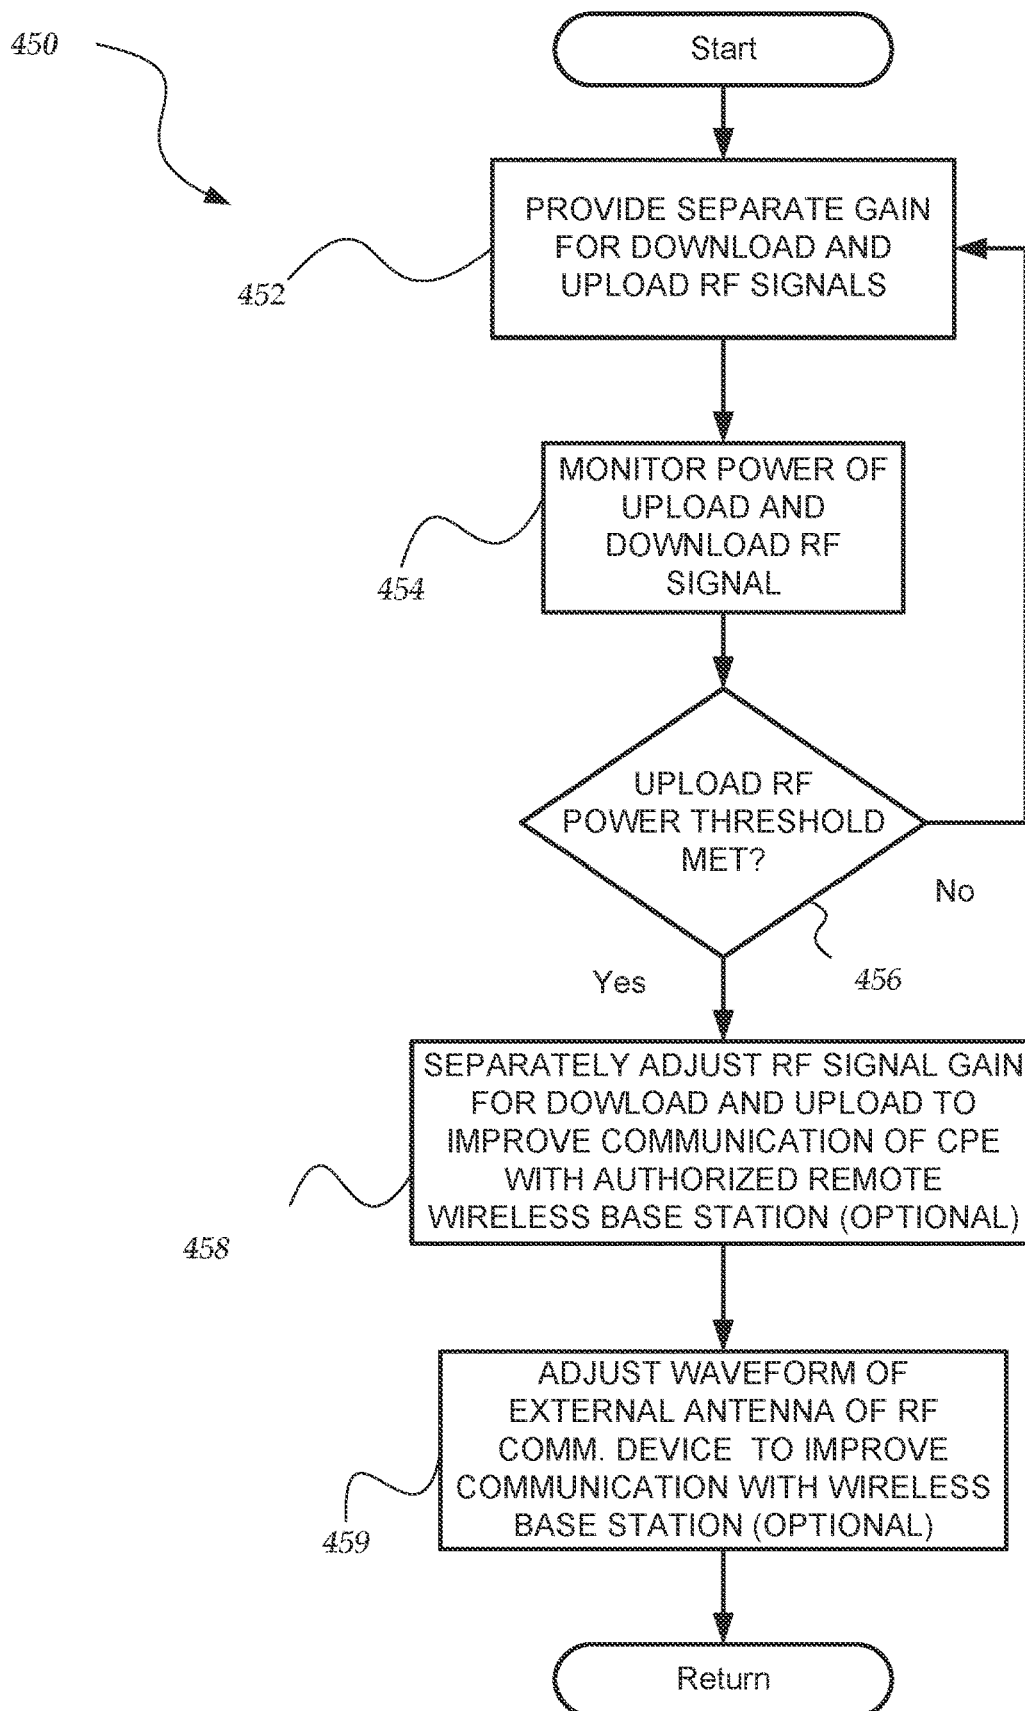 450
Start
PROVIDE SEPARATE GAIN
FOR DOWNLOAD AND
UPLOAD RF SIGNALS
452
MONITOR POWER OF
UPLOAD AND
DOWNLOAD RF
SIGNAL
454
UPLOAD RF
POWER THRESHOLD
MET?
No
Yes
456
SEPARATELY ADJUST RF SIGNAL GAIN
FOR DOWLOAD AND UPLOAD TO
IMPROVE COMMUNICATION OF CPE
WITH AUTHORIZED REMOTE
WIRELESS BASE STATION (OPTIONAL)
458
ADJUST WAVEFORM OF
EXTERNAL ANTENNA OF RF
COMM. DEVICE TO IMPROVE
COMMUNICATION WITH WIRELESS
BASE STATION (OPTIONAL)
459
Return